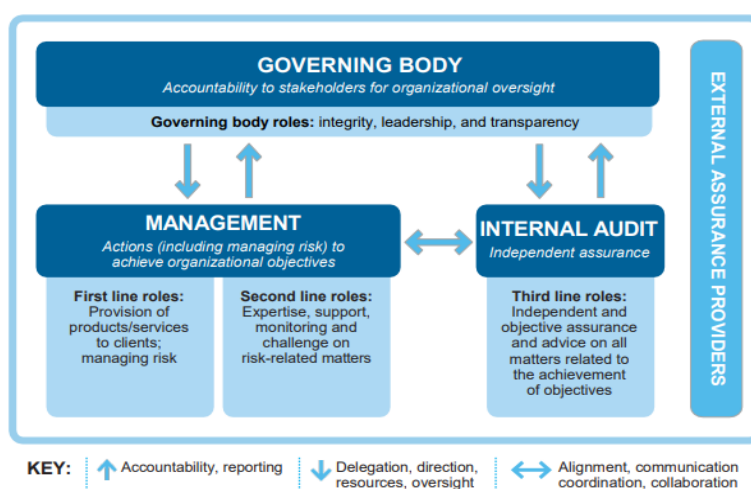 GOVERNING BODY
Accountability to stakeholders for organizational oversight
Governing body roles: integrity, leadership, and transparency
MANAGEMENT
Actions (including managing risk) to
achieve organizational objectives
First line roles:
Provision of
products/services
to clients;
managing risk
Second line roles:
Expertise, support,
monitoring and
challenge on
risk-related matters
INTERNAL AUDIT
Independent assurance
Third line roles:
Independent and
objective assurance
and advice on all
matters related to
the achievement
of objectives
EXTERNAL ASSURANCE PROVIDERS
KEY:
Accountability, reporting
Delegation, direction,
resources, oversight
Alignment, communication
coordination, collaboration